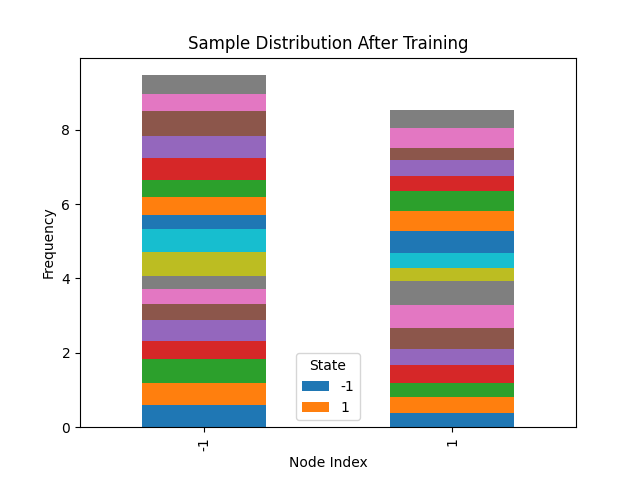 Sample Distribution After Training
Frequency
8
6
4
2
0
State
-1
1
-1
1
Node Index